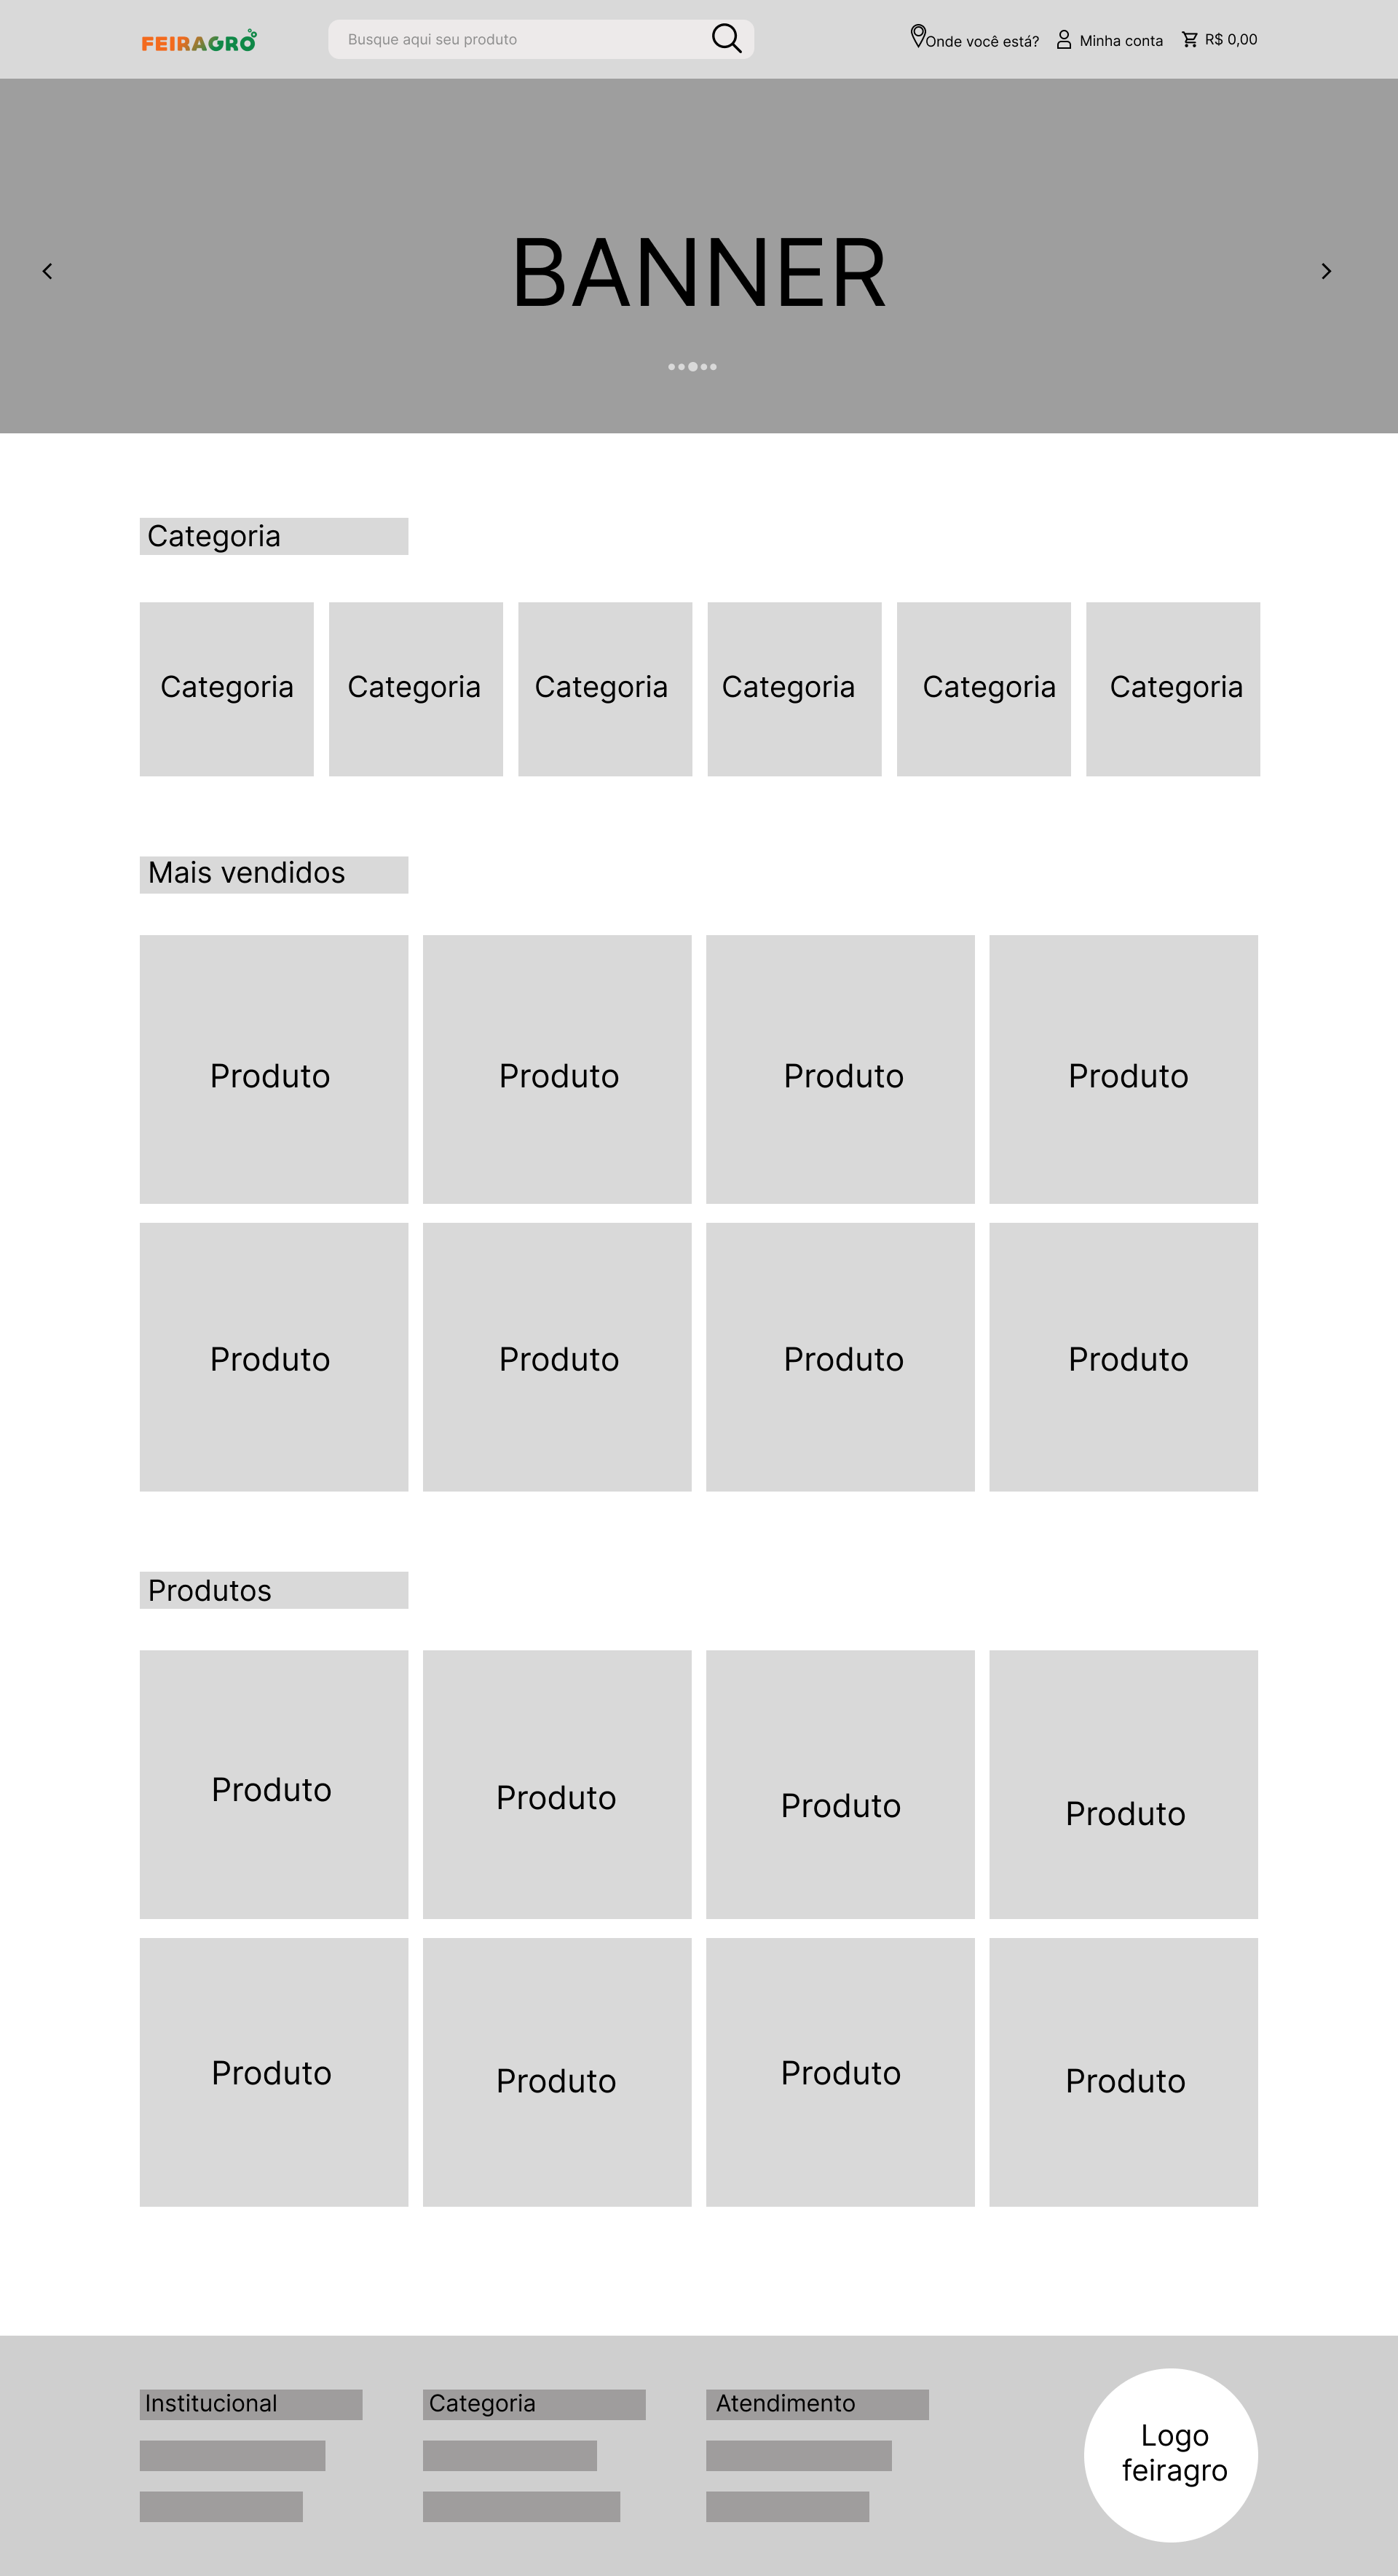 FEIRAGRO
Busque aqui seu produto
Onde você está?
Minha conta
R$ 0,00
BANNER
Categoria
Categoria
Categoria
Categoria
Categoria
Categoria
Categoria
Mais vendidos
Produto
Produto
Produto
Produto
Produto
Produto
Produto
Produto
Produtos
Produto
Produto
Produto
Produto
Produto
Produto
Produto
Produto
Institucional
Categoria
Atendimento
Logo
feiragro